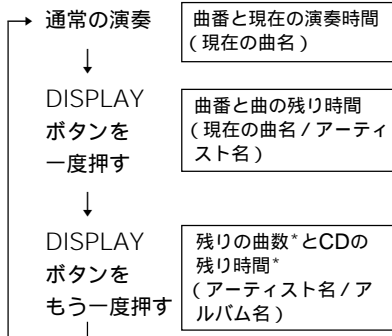 通常の演奏
曲番と現在の演奏時間
(現在の曲名)
DISPLAY
ボタンを
一度押す
曲番と曲の残り時間
(現在の曲名/アーティ
スト名)
DISPLAY
ボタンを
もう一度押す
残りの曲数*とCDの
残り時間*
(アーティスト名/ア
ルバム名)